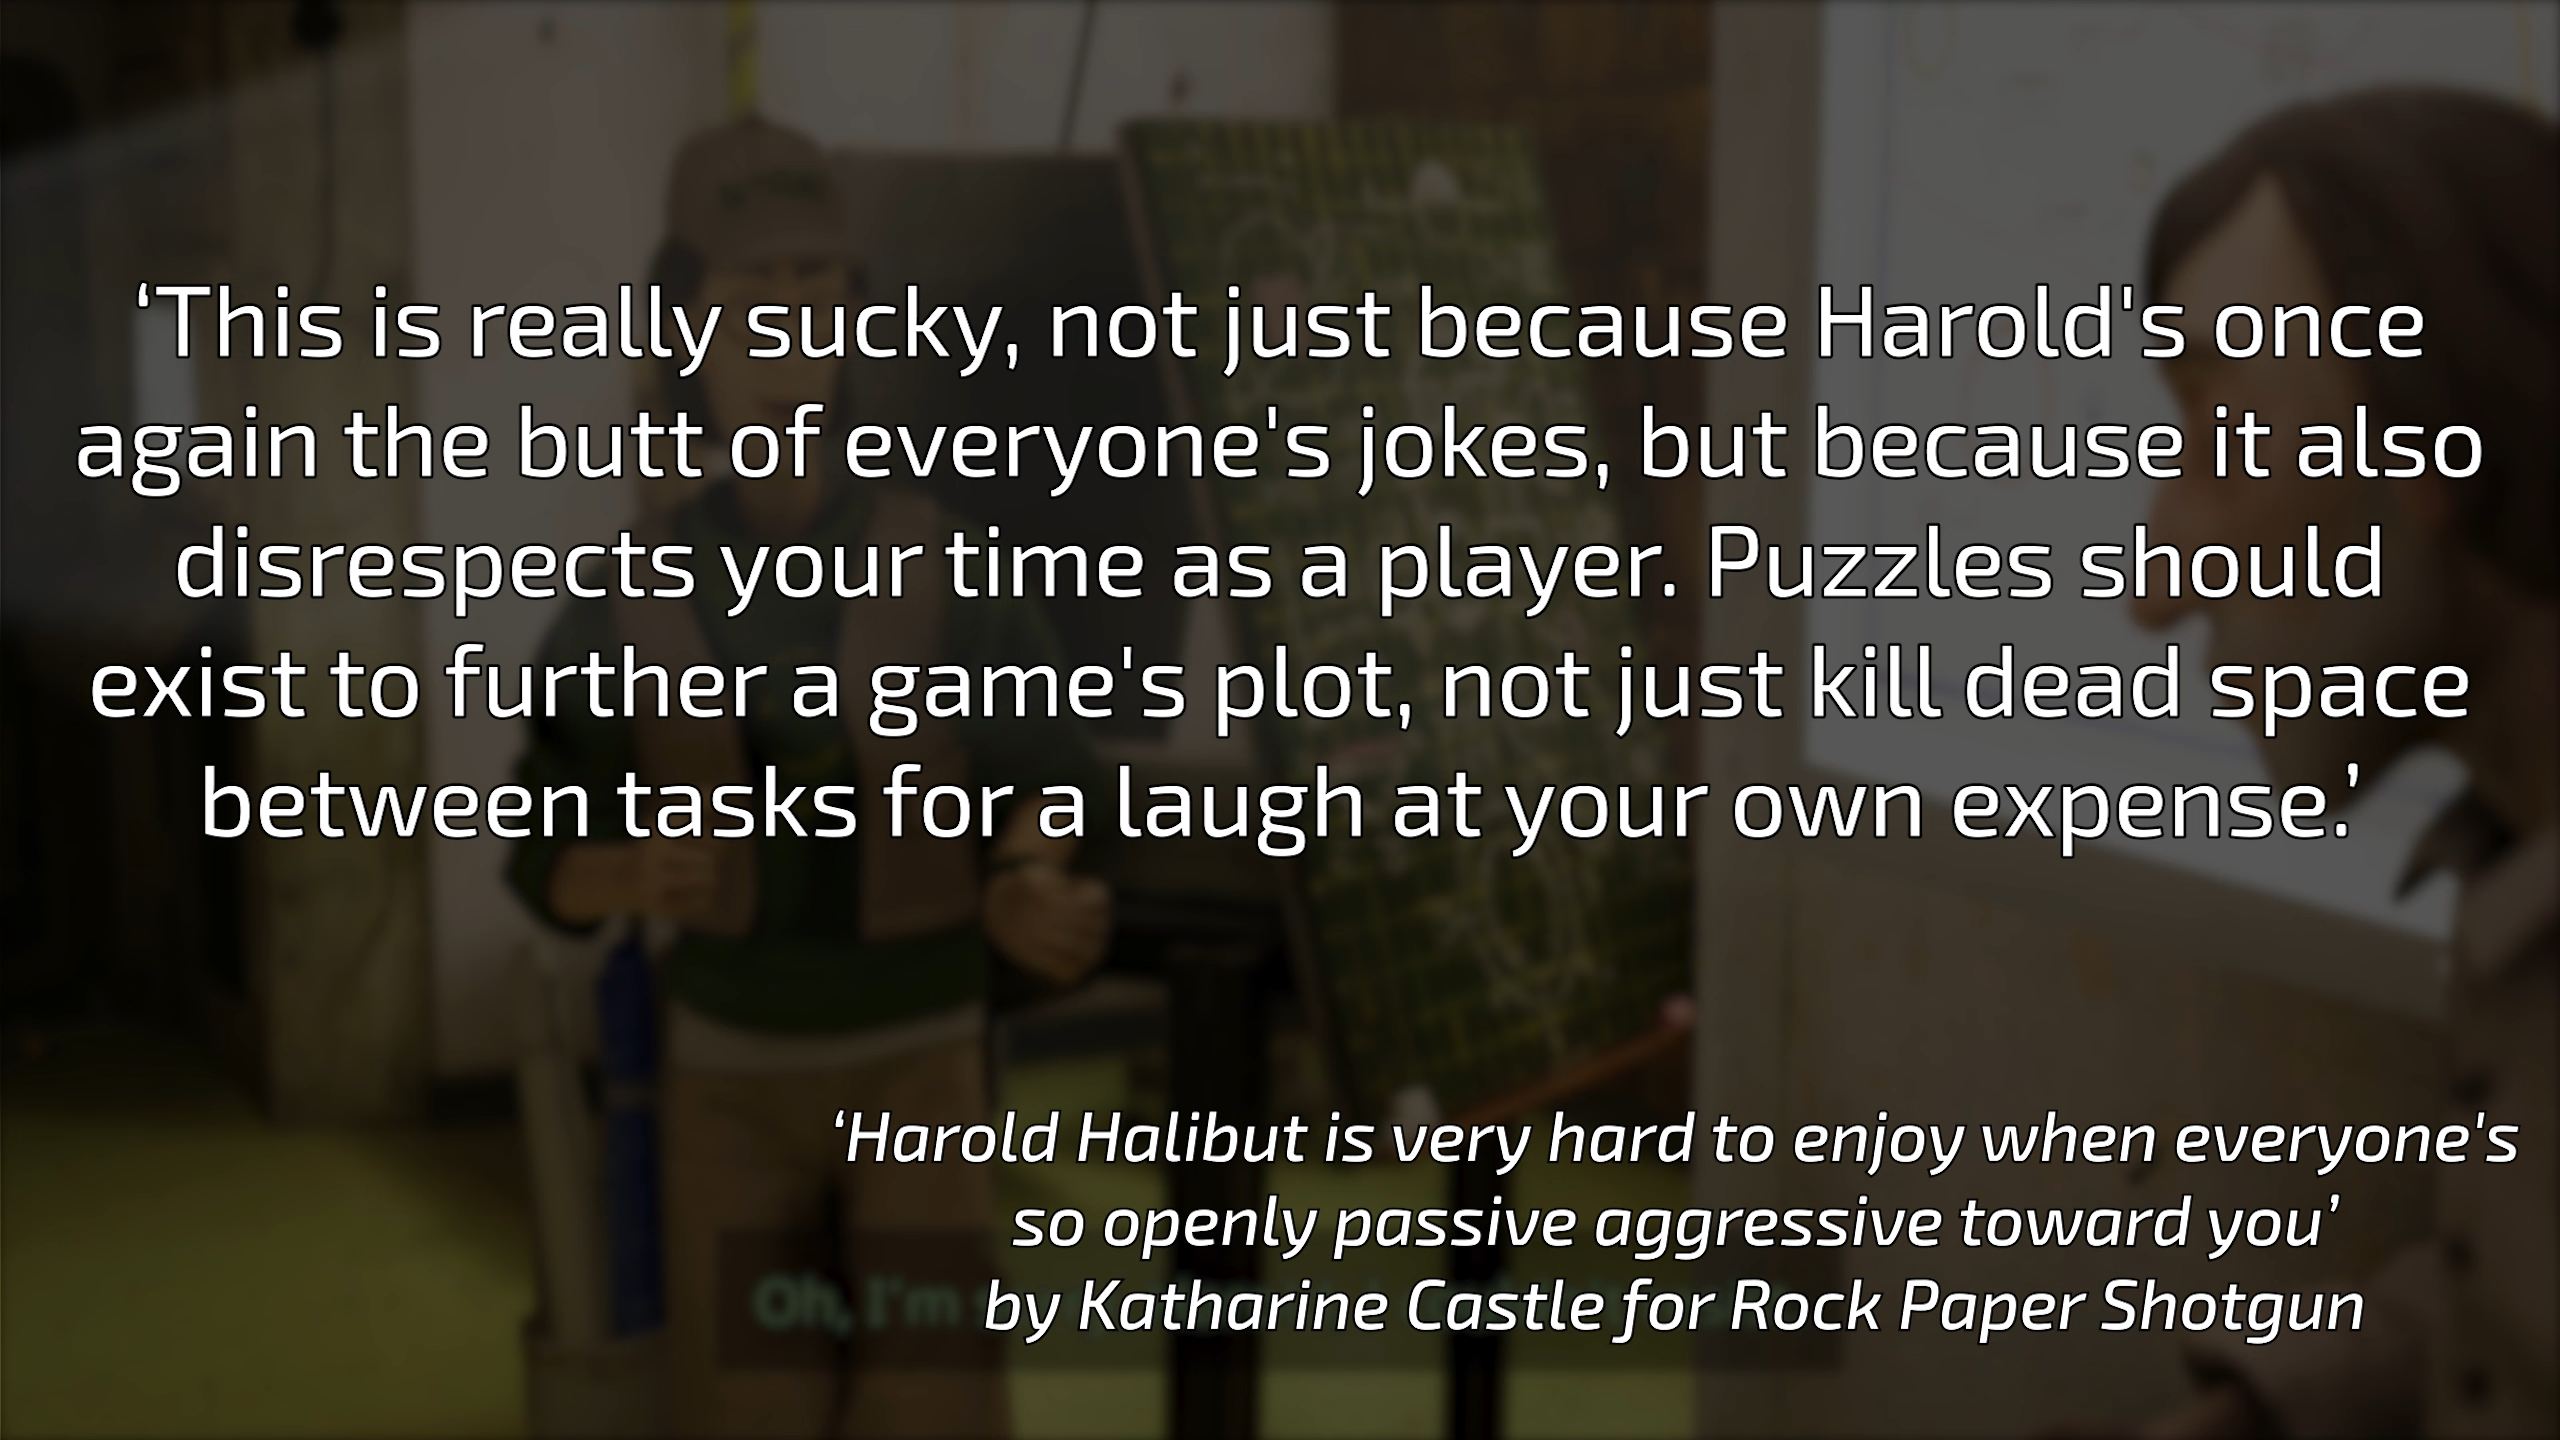 ‘This is really sucky, not just because Harold's once
again the butt of everyone's jokes, but because it also
disrespects your time as a player. Puzzles should
exist to further a game's plot, not just kill dead space
between tasks for a laugh at your own expense.’
‘Harold Halibut is very hard to enjoy when everyone's
so openly passive aggressive toward you’
Oh, I'm
by Katharine Castle for Rock Paper Shotgun